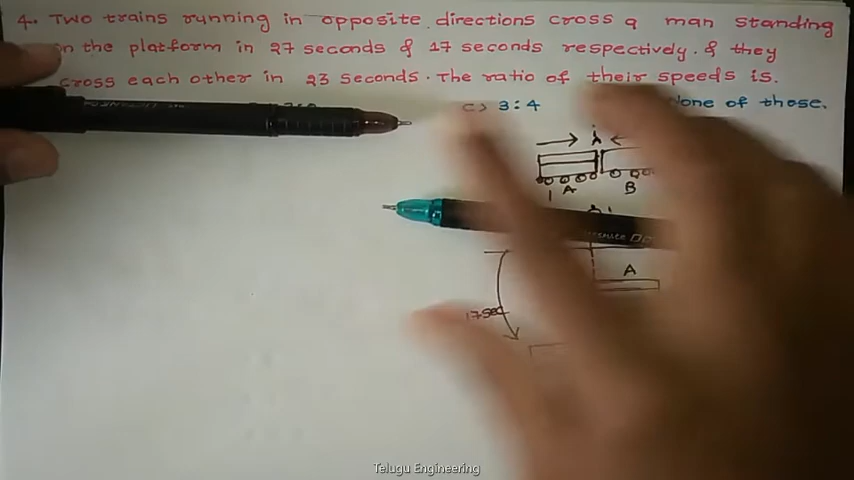 4. Two trains running in opposite directions cross a man standing
on the platform in 27 seconds & 17 seconds respectively. & they
cross each other in 23 seconds. The ratio of their speeds is.
c) 3:4 None of those.
A B
A
17sec
Telugu Engineering